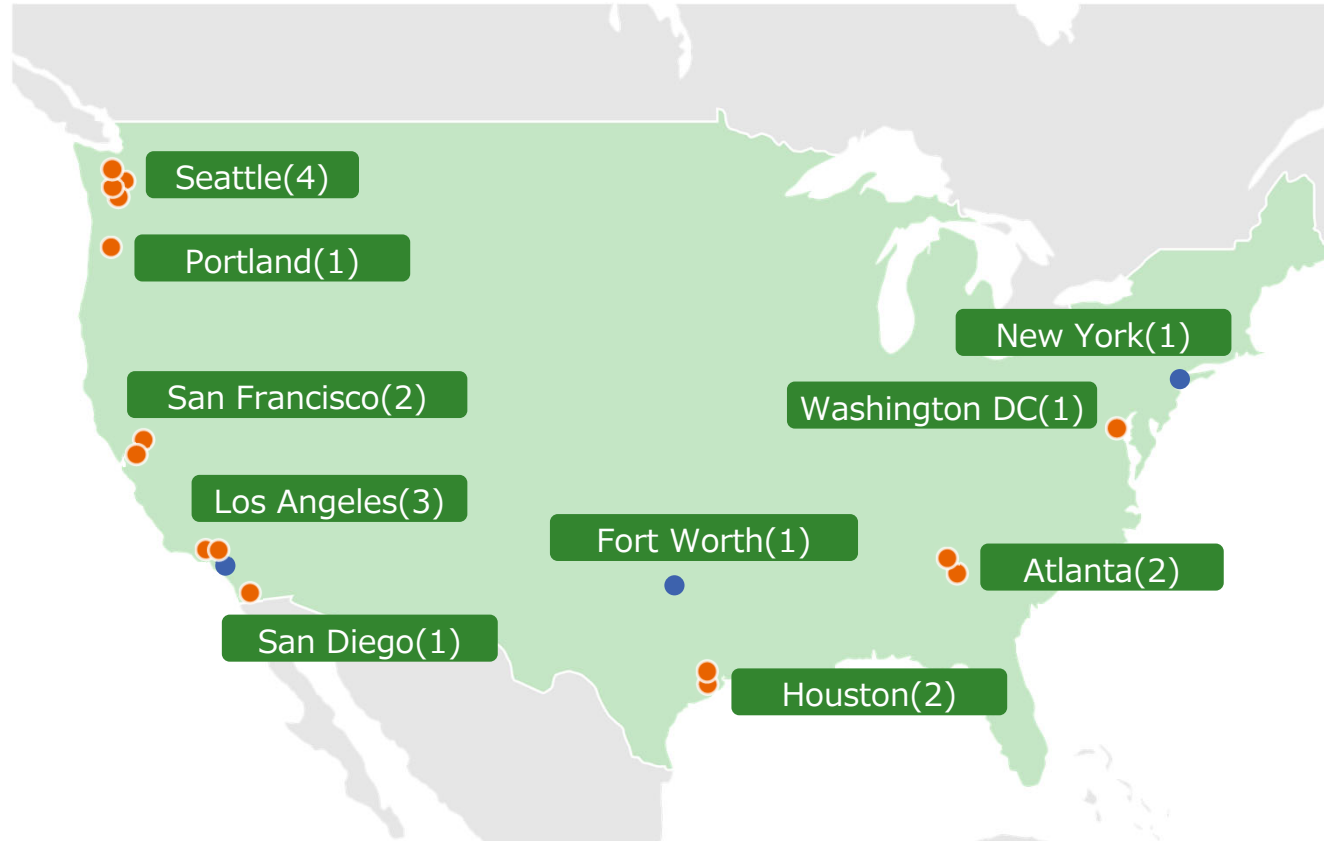 Seattle(4)
Portland(1)
New York(1)
San Francisco(2)
Washington DC(1)
Los Angeles(3)
Fort Worth(1)
Atlanta(2)
San Diego(1)
Houston(2)